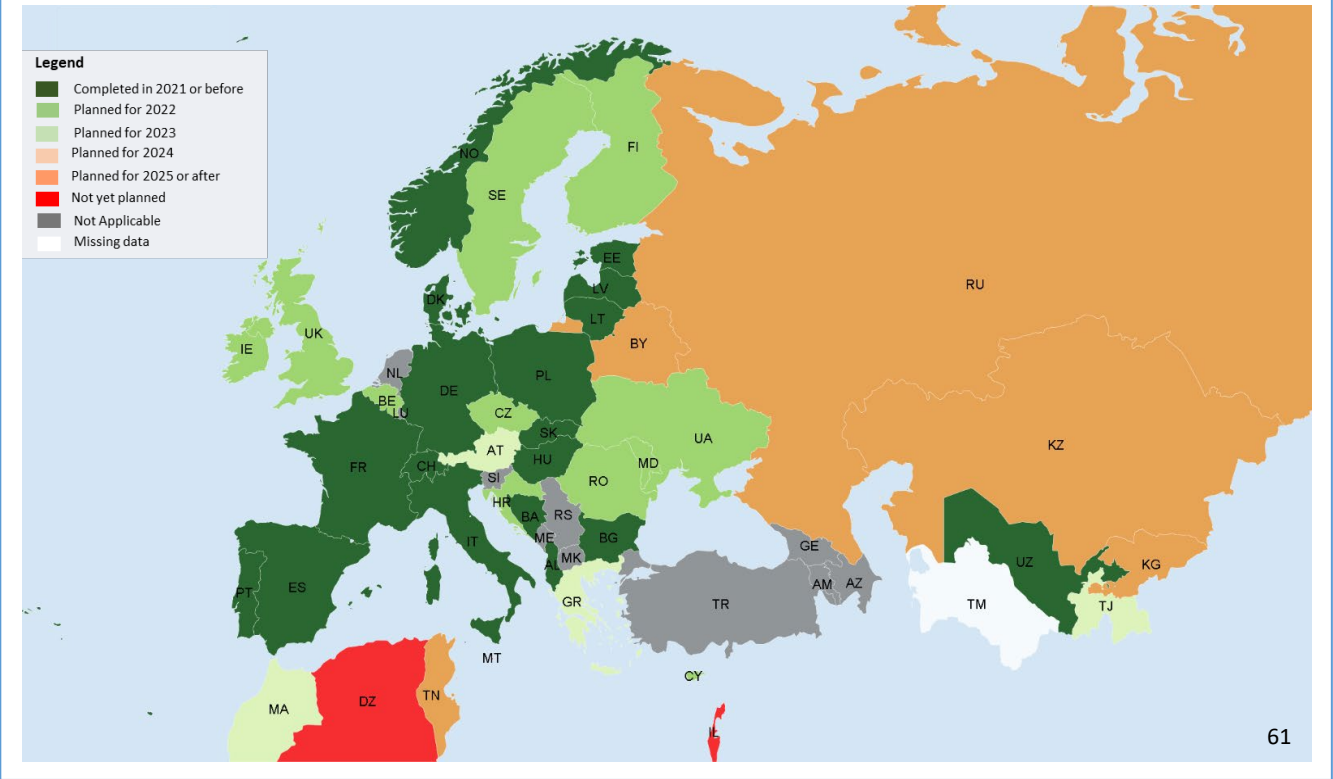 Legend
Completed in 2021 or before
Planned for 2022
Planned for 2023
Planned for 2024
Planned for 2025 or after
Not yet planned
Not Applicable
Missing data
NO
FI
SE
EE
LV
LT
DK
RU
UK
IE
BY
NL
DE
PL
BE
LU
CZ
SK
UA
AT
HU
MD
KZ
FR
CH
SI
RO
HR
BA
RS
IT
ME
BG
MK
AL
GE
AM
AZ
UZ
KG
PT
ES
GR
TR
TM
TJ
MT
CY
MA
DZ
TN
IL
61